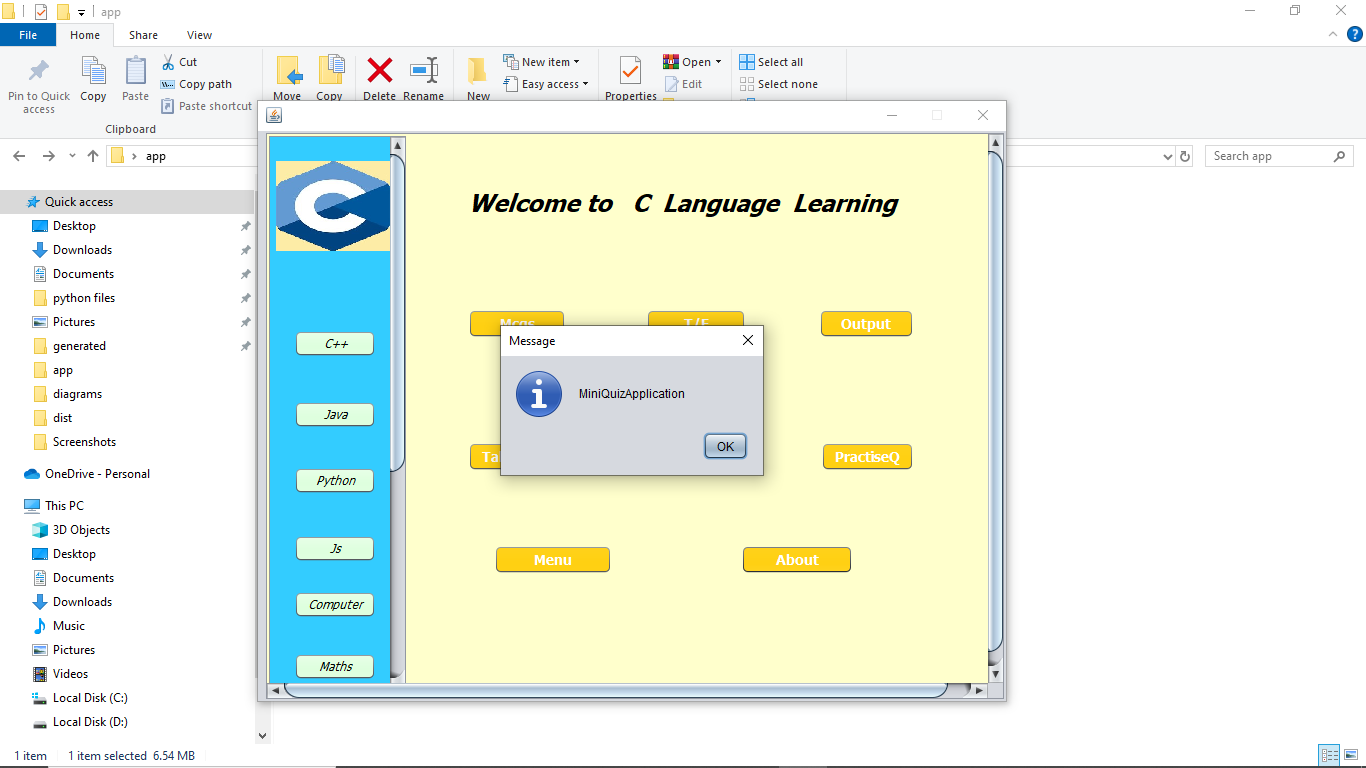 app
File Home Share View
Pin to Quick access
Copy
Paste
Cut
Copy path
Paste shortcut
Clipboard
Move
Copy
Delete
Rename
New
New item
Easy access
Properties
Open
Edit
Select all
Select none
app
Search app
Quick access
Desktop
Downloads
Documents
python files
Pictures
generated
app
diagrams
dist
Screenshots
OneDrive - Personal
This PC
3D Objects
Desktop
Documents
Downloads
Music
Pictures
Videos
Local Disk (C:)
Local Disk (D:)
1 item 1 item selected 6.54 MB
C
C++
Java
Python
Js
Computer
Maths
Welcome to C Language Learning
Mcqs T/F Output
PractiseQ
Menu About
Message
MiniQuizApplication
OK